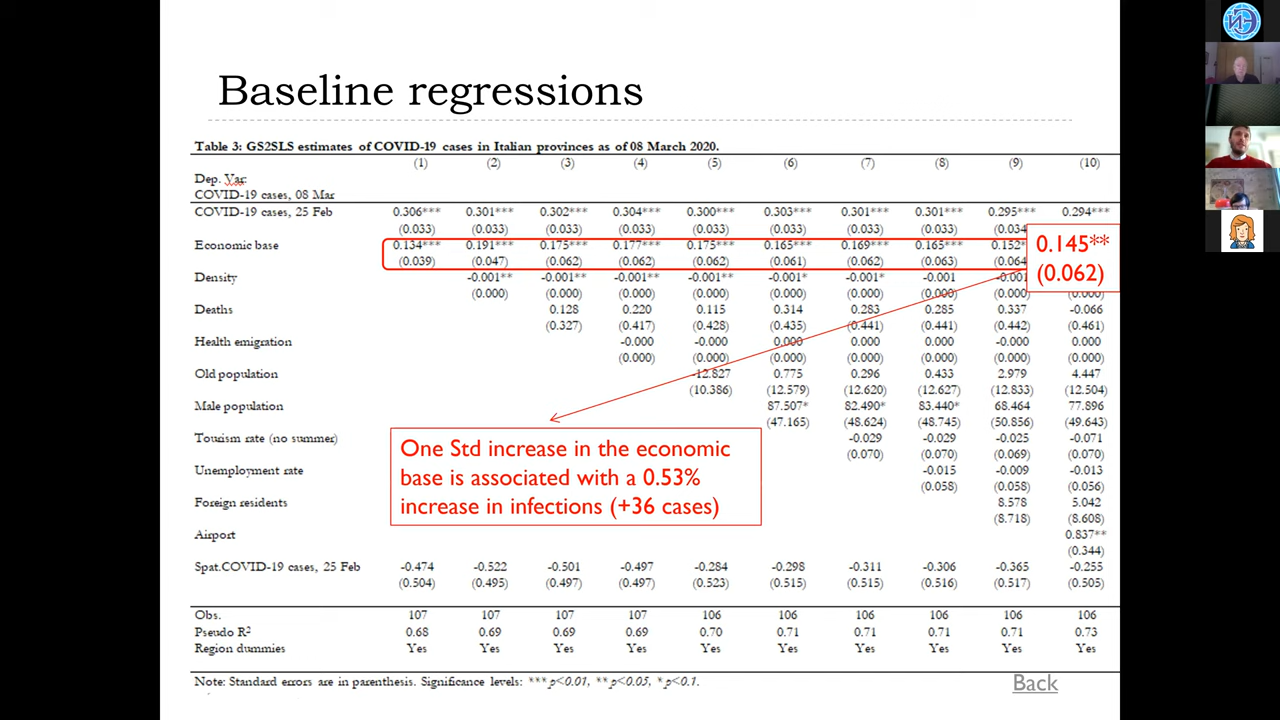 Baseline regressions
Table 3: GS2SLS estimates of COVID-19 cases in Italian provinces as of 08 March 2020.
(1) (2) (3) (4) (5) (6) (7) (8) (9) (10)
Dep. Var:
COVID-19 cases, 08 Mar
COVID-19 cases, 25 Feb 0.306*** 0.301*** 0.302*** 0.304*** 0.300*** 0.303*** 0.301*** 0.301*** 0.295*** 0.294***
(0.033) (0.033) (0.033) (0.033) (0.033) (0.033) (0.033) (0.033) (0.034
Economic base 0.134*** 0.191*** 0.175*** 0.177*** 0.175*** 0.165*** 0.169*** 0.165*** 0.152* 0.145**
(0.039) (0.047) (0.062) (0.062) (0.062) (0.061) (0.062) (0.063) (0.064 (0.062)
Density -0.001** -0.001** -0.001** -0.001** -0.001* -0.001* -0.001 -0.001
(0.000) (0.000) (0.000) (0.000) (0.000) (0.000) (0.000) (0.000) (0.000)
Deaths 0.128 0.220 0.115 0.314 0.283 0.285 0.337 -0.066
(0.327) (0.417) (0.428) (0.435) (0.441) (0.441) (0.442) (0.461)
Health emigration -0.000 -0.000 0.000 0.000 0.000 -0.000 0.000
(0.000) (0.000) (0.000) (0.000) (0.000) (0.000) (0.000)
Old population -12.827 0.775 0.296 0.433 2.979 4.447
(10.386) (12.579) (12.620) (12.627) (12.833) (12.504)
Male population 87.507* 82.490* 83.440* 68.464 77.896
(47.165) (48.624) (48.745) (50.856) (49.643)
Tourism rate (no summer) -0.029 -0.029 -0.025 -0.071
(0.070) (0.070) (0.069) (0.070)
One Std increase in the economic
base is associated with a 0.53%
increase in infections (+36 cases)
Unemployment rate -0.015 -0.009 -0.013
(0.058) (0.058) (0.056)
Foreign residents 8.578 5.042
(8.718) (8.608)
Airport 0.837**
(0.344)
Spat.COVID-19 cases, 25 Feb -0.474 -0.522 -0.501 -0.497 -0.284 -0.298 -0.311 -0.306 -0.365 -0.255
(0.504) (0.495) (0.497) (0.497) (0.523) (0.515) (0.515) (0.516) (0.517) (0.505)
Obs. 107 107 107 107 106 106 106 106 106 106
Pseudo R² 0.68 0.69 0.69 0.69 0.70 0.71 0.71 0.71 0.71 0.73
Region dummies Yes Yes Yes Yes Yes Yes Yes Yes Yes Yes
Note: Standard errors are in parenthesis. Significance levels: *** p<0.01, ** p<0.05, * p<0.1.
Back